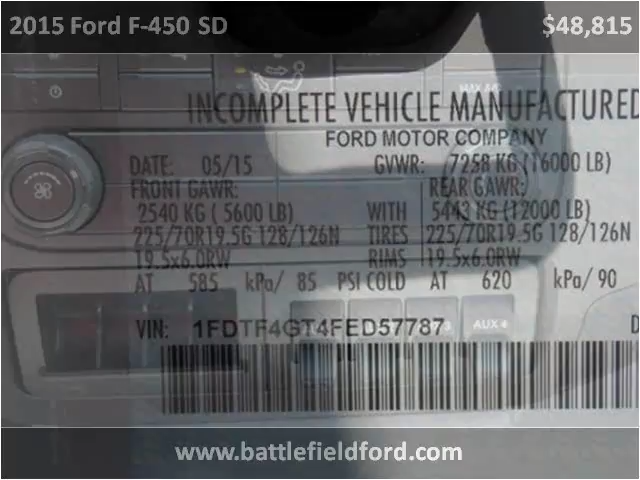 2015 Ford F-450 SD $48,815
MAX A/C
INCOMPLETE VEHICLE MANUFACTURED
FORD MOTOR COMPANY
DATE: 05/15 GVWR: 7258 KG (16000 LB)
FRONT GAWR: REAR GAWR:
2540 KG ( 5600 LB) WITH 5443 KG (12000 LB)
225/70R19.5G 128/126N TIRES 225/70R19.5G 128/126N
19.5x6.0RW RIMS 19.5x6.0RW
AT 585 kPa/ 85 PSI COLD AT 620 kPa/ 90
VIN: 1FDTF4GT4FED57787
AUX 4
www.battlefieldford.com